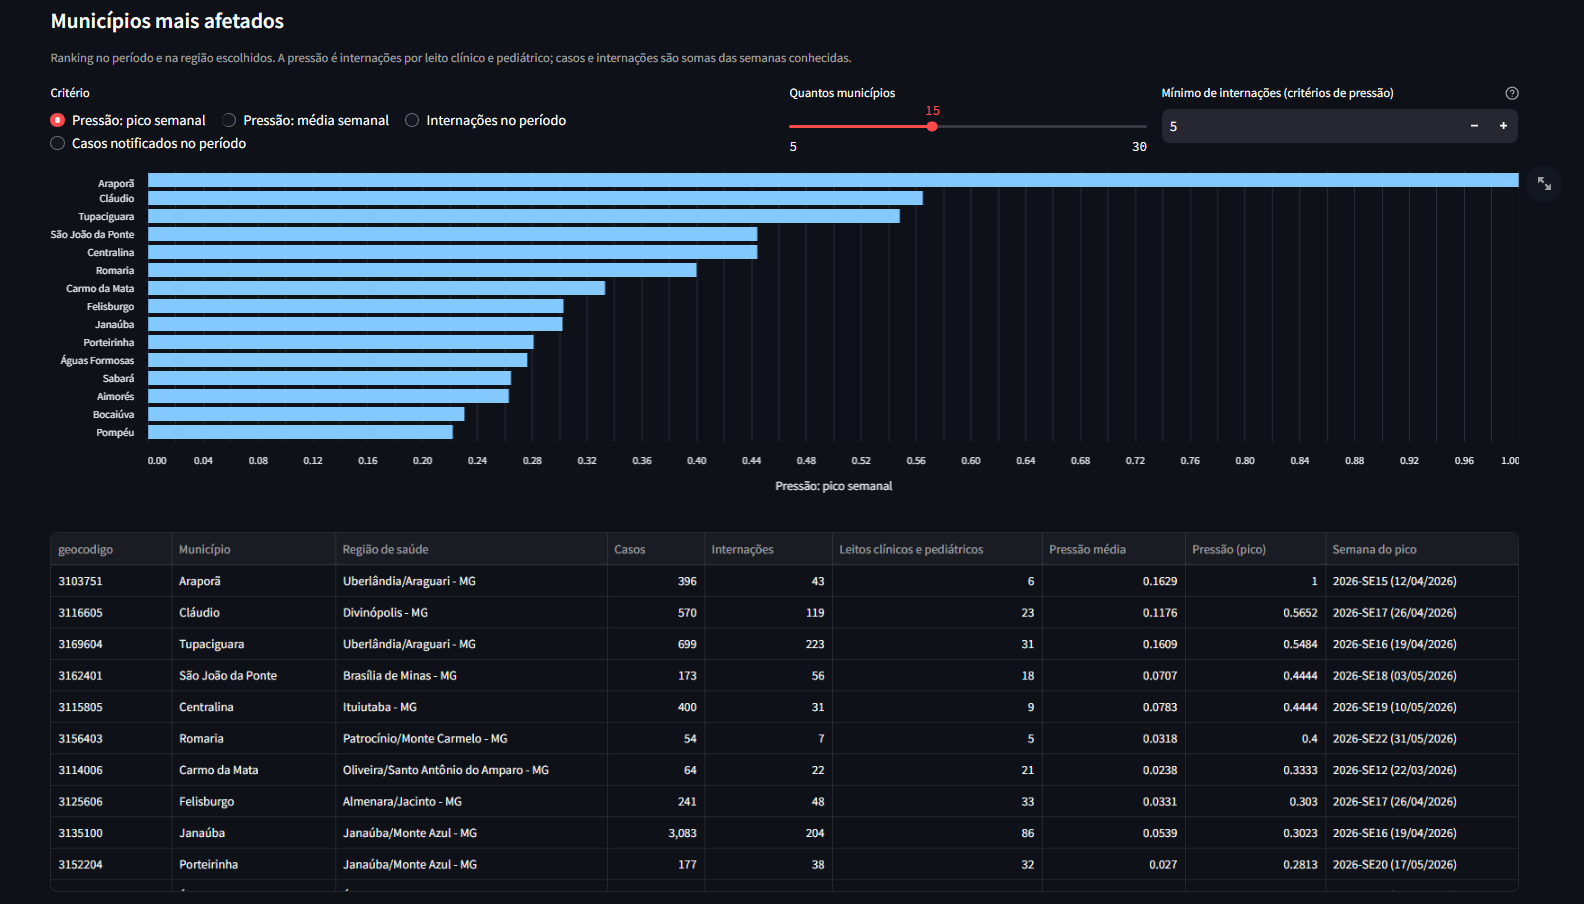 Municípios mais afetados
Ranking no período e na região escolhidos. A pressão é internações por leito clínico e pediátrico; casos e internações são somas das semanas conhecidas.
Critério
Pressão: pico semanal Pressão: média semanal Internações no período
Casos notificados no período
Quantos municípios
15
5 30
Mínimo de internações (critérios de pressão)
5 - +
Araporã
Cláudio
Tupaciguara
São João da Ponte
Centralina
Romaria
Carmo da Mata
Felisburgo
Janaúba
Porteirinha
Águas Formosas
Sabará
Aimorés
Bocaiúva
Pompéu
0.00 0.04 0.08 0.12 0.16 0.20 0.24 0.28 0.32 0.36 0.40 0.44 0.48 0.52 0.56 0.60 0.64 0.68 0.72 0.76 0.80 0.84 0.88 0.92 0.96 1.00
Pressão: pico semanal
geocodigo Município Região de saúde Casos Internações Leitos clínicos e pediátricos Pressão média Pressão (pico) Semana do pico
3103751 Araporã Uberlândia/Araguari - MG 396 43 6 0.1629 1 2026-SE15 (12/04/2026)
3116605 Cláudio Divinópolis - MG 570 119 23 0.1176 0.5652 2026-SE17 (26/04/2026)
3169604 Tupaciguara Uberlândia/Araguari - MG 699 223 31 0.1609 0.5484 2026-SE16 (19/04/2026)
3162401 São João da Ponte Brasília de Minas - MG 173 56 18 0.0707 0.4444 2026-SE18 (03/05/2026)
3115805 Centralina Ituiutaba - MG 400 31 9 0.0783 0.4444 2026-SE19 (10/05/2026)
3156403 Romaria Patrocínio/Monte Carmelo - MG 54 7 5 0.0318 0.4 2026-SE22 (31/05/2026)
3114006 Carmo da Mata Oliveira/Santo Antônio do Amparo - MG 64 22 21 0.0238 0.3333 2026-SE12 (22/03/2026)
3125606 Felisburgo Almenara/Jacinto - MG 241 48 33 0.0331 0.303 2026-SE17 (26/04/2026)
3135100 Janaúba Janaúba/Monte Azul - MG 3,083 204 86 0.0539 0.3023 2026-SE16 (19/04/2026)
3152204 Porteirinha Janaúba/Monte Azul - MG 177 38 32 0.027 0.2813 2026-SE20 (17/05/2026)